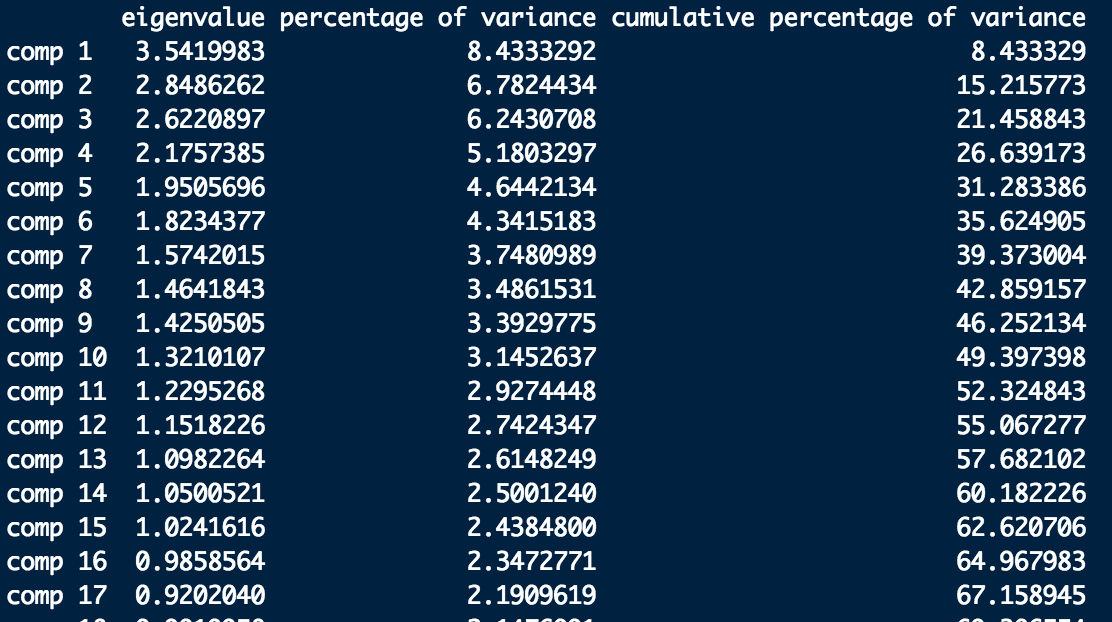 eigenvalue percentage of variance cumulative percentage of variance
comp 1 3.5419983 8.4333292 8.433329
comp 2 2.8486262 6.7824434 15.215773
comp 3 2.6220897 6.2430708 21.458843
comp 4 2.1757385 5.1803297 26.639173
comp 5 1.9505696 4.6442134 31.283386
comp 6 1.8234377 4.3415183 35.624905
comp 7 1.5742015 3.7480989 39.373004
comp 8 1.4641843 3.4861531 42.859157
comp 9 1.4250505 3.3929775 46.252134
comp 10 1.3210107 3.1452637 49.397398
comp 11 1.2295268 2.9274448 52.324843
comp 12 1.1518226 2.7424347 55.067277
comp 13 1.0982264 2.6148249 57.682102
comp 14 1.0500521 2.5001240 60.182226
comp 15 1.0241616 2.4384800 62.620706
comp 16 0.9858564 2.3472771 64.967983
comp 17 0.9202040 2.1909619 67.158945